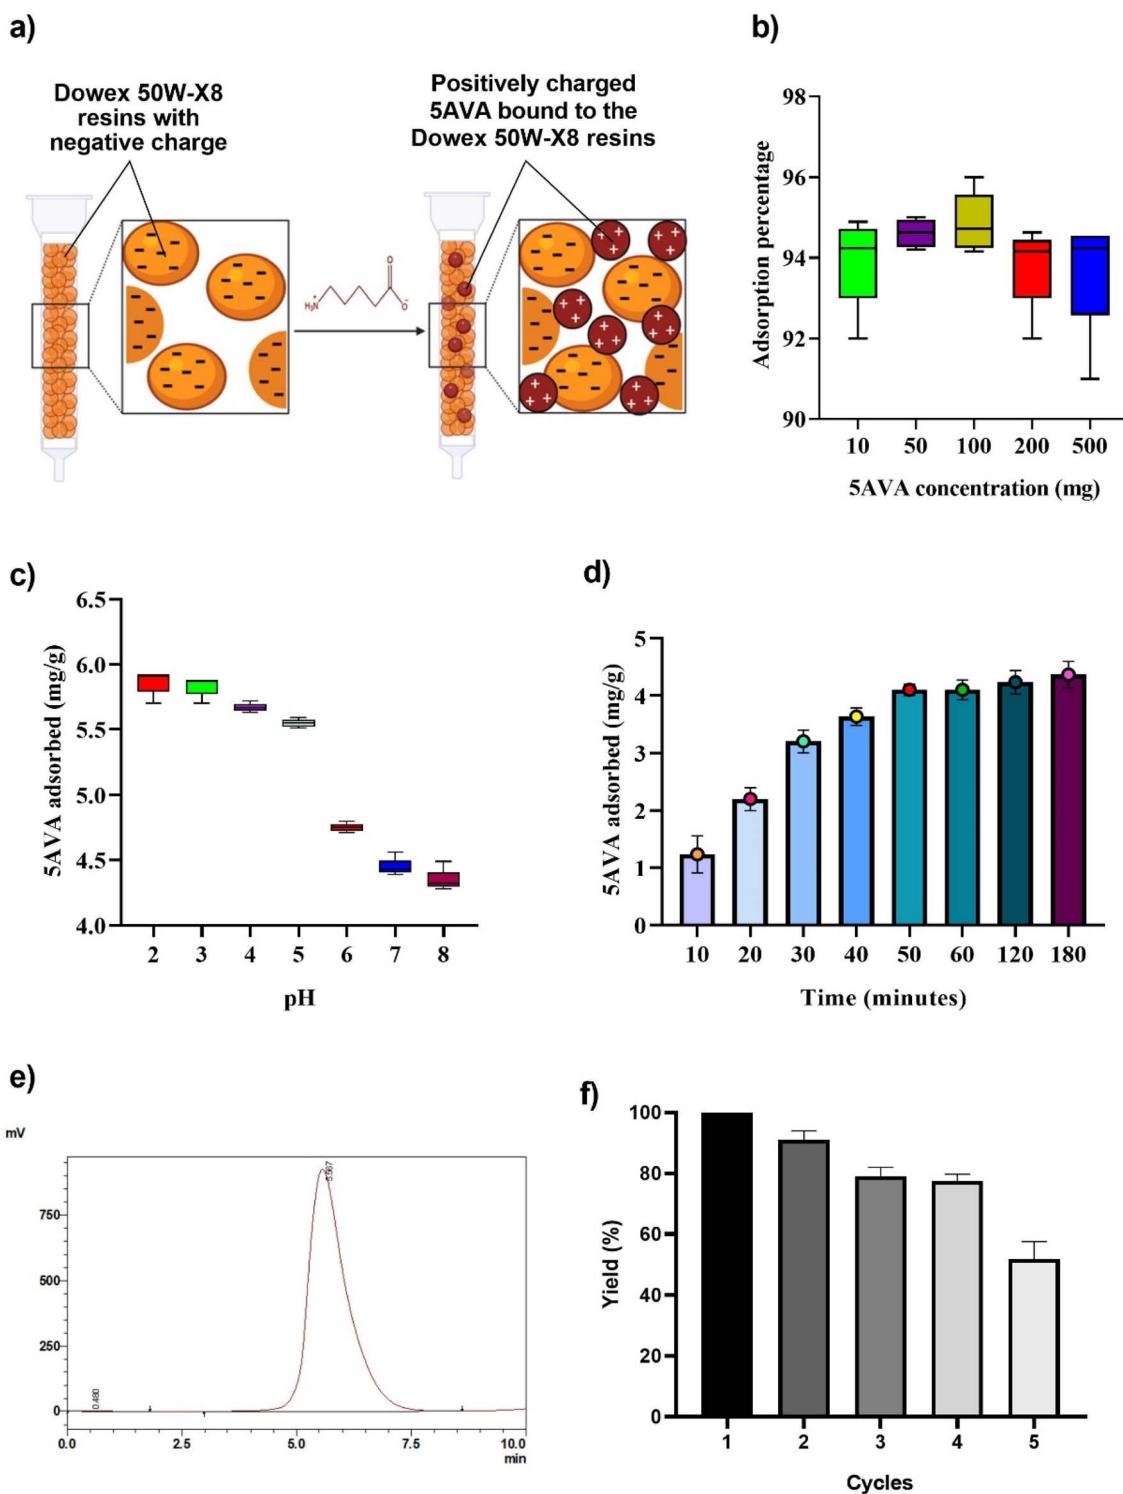 a)
Dowex 50W-X8
resins with
negative charge
Positively charged
5AVA bound to the
Dowex 50W-X8 resins
H₃N⁺
O
O⁻
b)
Adsorption percentage
98
96
94
92
90
10 50 100 200 500
5AVA concentration (mg)
c)
5AVA adsorbed (mg/g)
6.5
6.0
5.5
5.0
4.5
4.0
2 3 4 5 6 7 8
pH
d)
5AVA adsorbed (mg/g)
5
4
3
2
1
0
10 20 30 40 50 60 120 180
Time (minutes)
e)
mV
750
500
250
0
0.480
5.567
0.0 2.5 5.0 7.5 10.0
min
f)
Yield (%)
100
80
60
40
20
0
1 2 3 4 5
Cycles